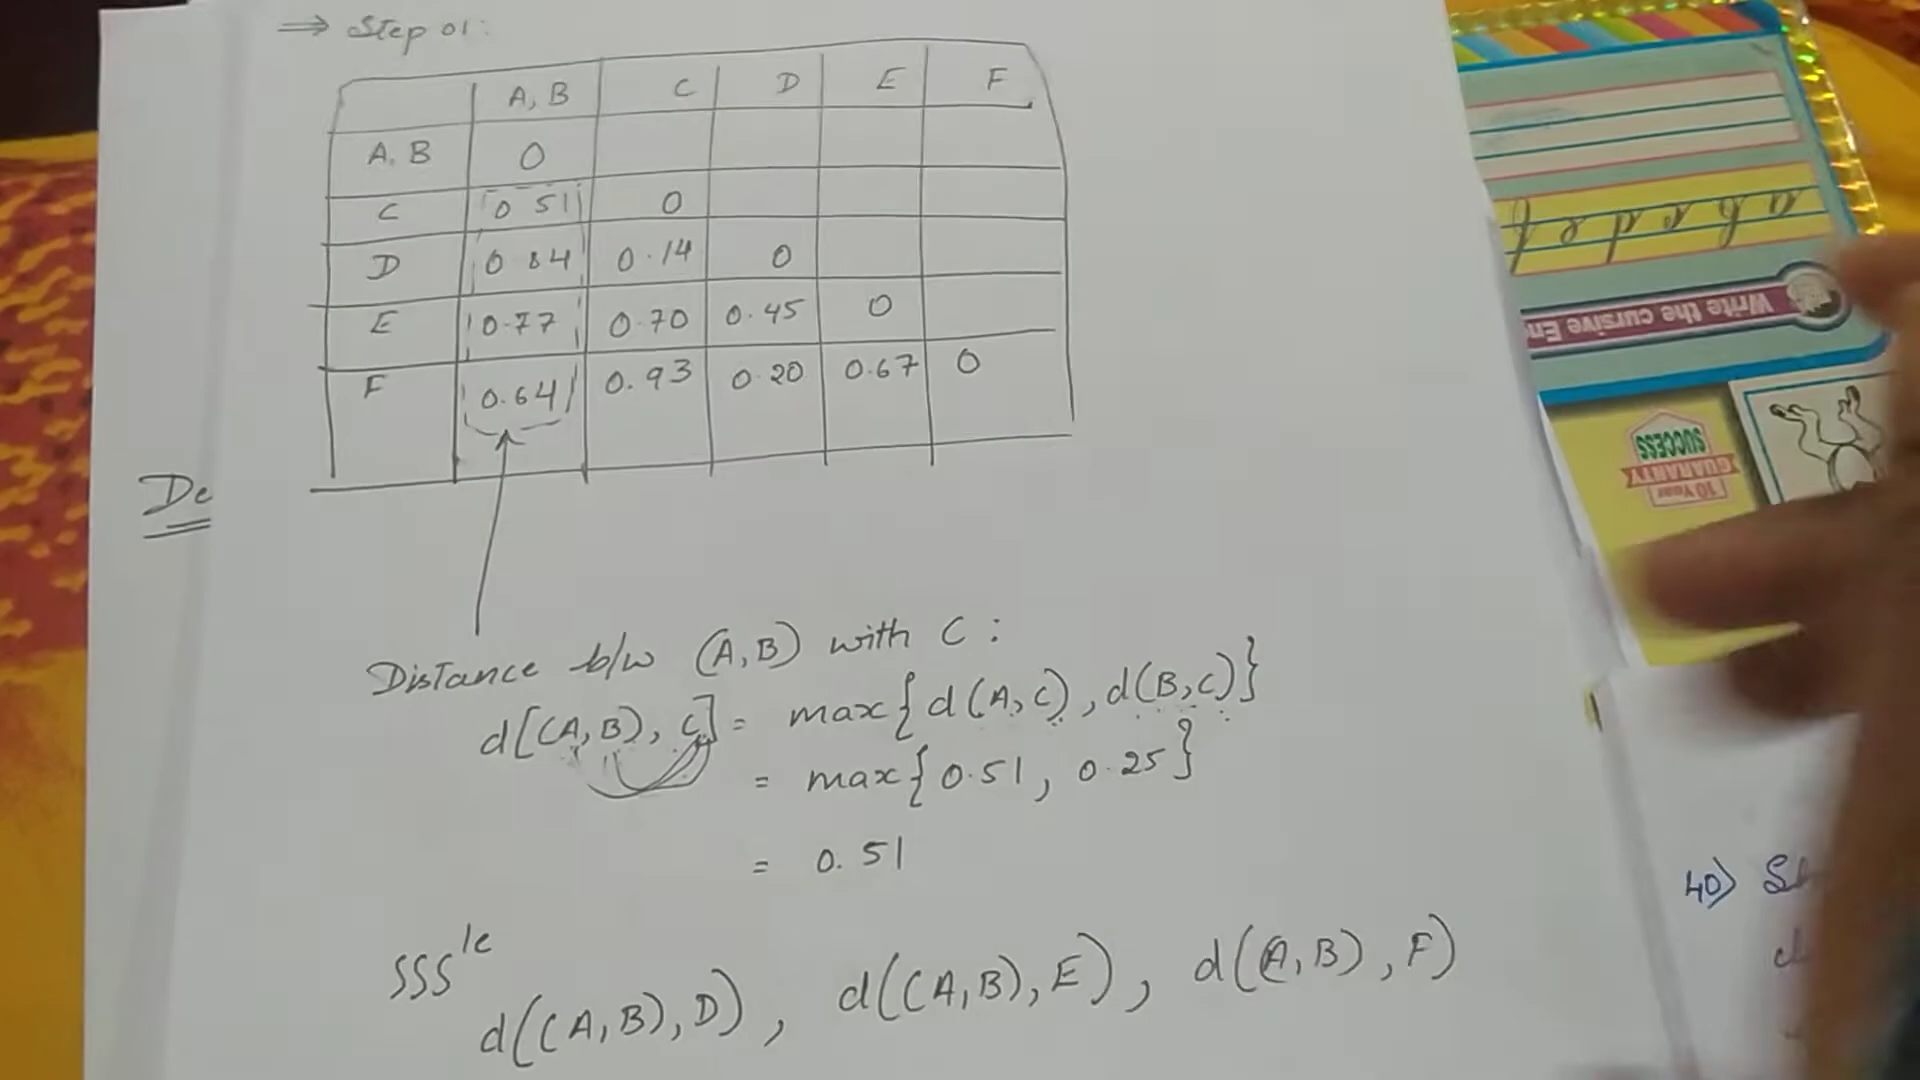 ⇒ Step 01:
A, B C D E F
A, B 0
C 0 51 0
D 0 84 0.14 0
E 0.77 0.70 0.45 0
F 0.64 0.93 0.20 0.67 0
De
Distance b/w (A,B) with C :
d[(A,B), C] = max{d(A,C), d(B,C)}
= max{0.51, 0.25}
= 0.51
SSS
d((A,B),D), d((A,B),E), d((A,B),F)
a b c d e f
Write the cursive En
SUCCESS
GUARANTY
10 Year
40)